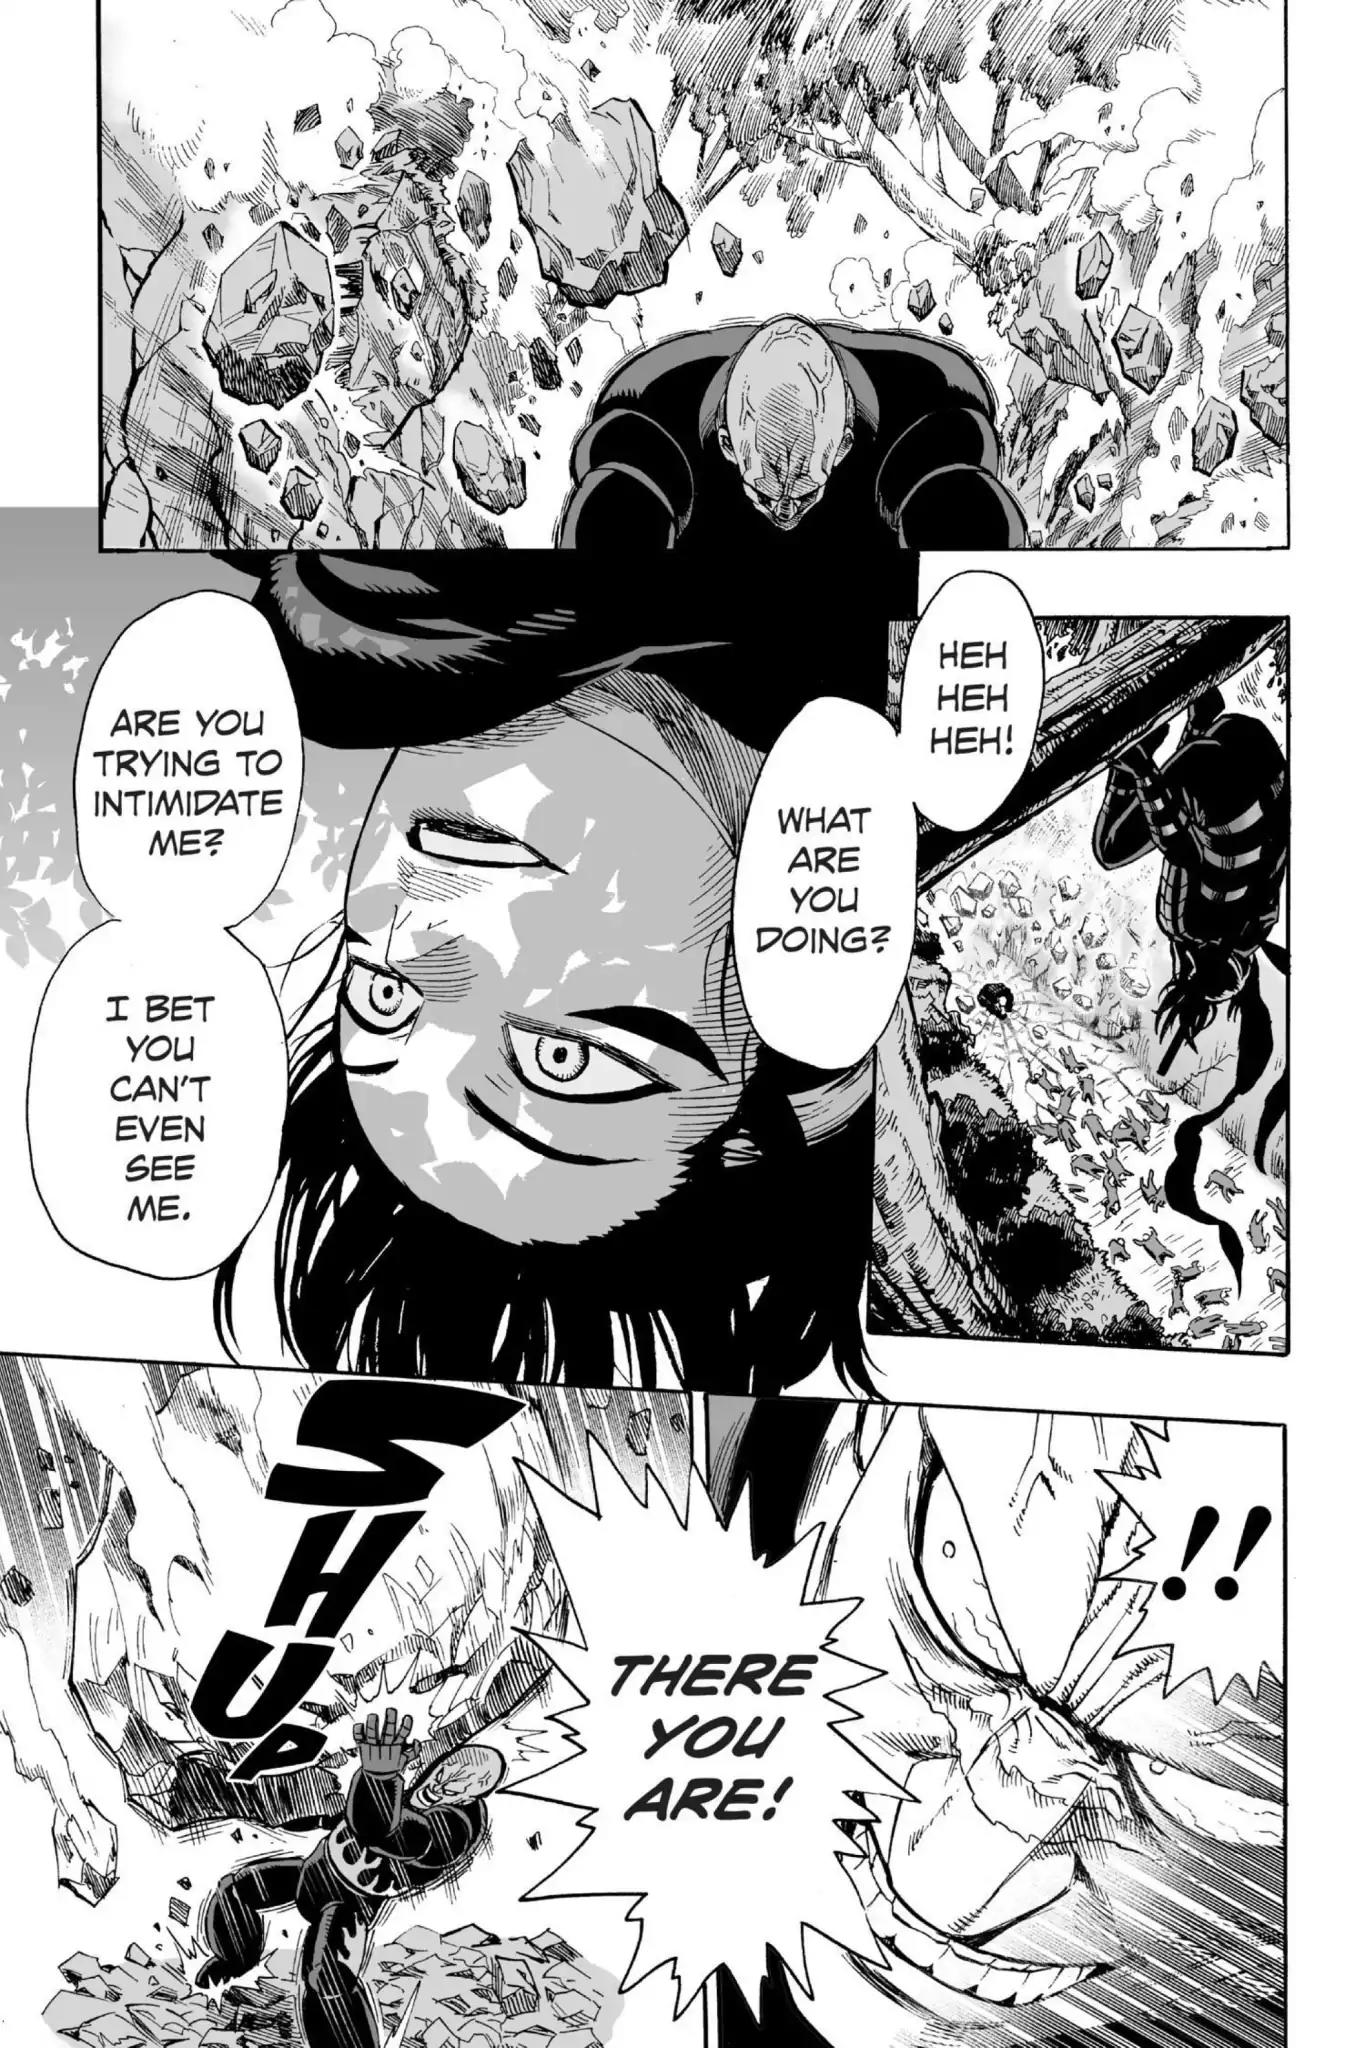 HEH
HEH
HEH!
WHAT
ARE
YOU
DOING?
ARE YOU
TRYING TO
INTIMIDATE
ME?
I BET
YOU
CAN'T
EVEN
SEE
ME.
!!
THERE
YOU
ARE!
SHUP